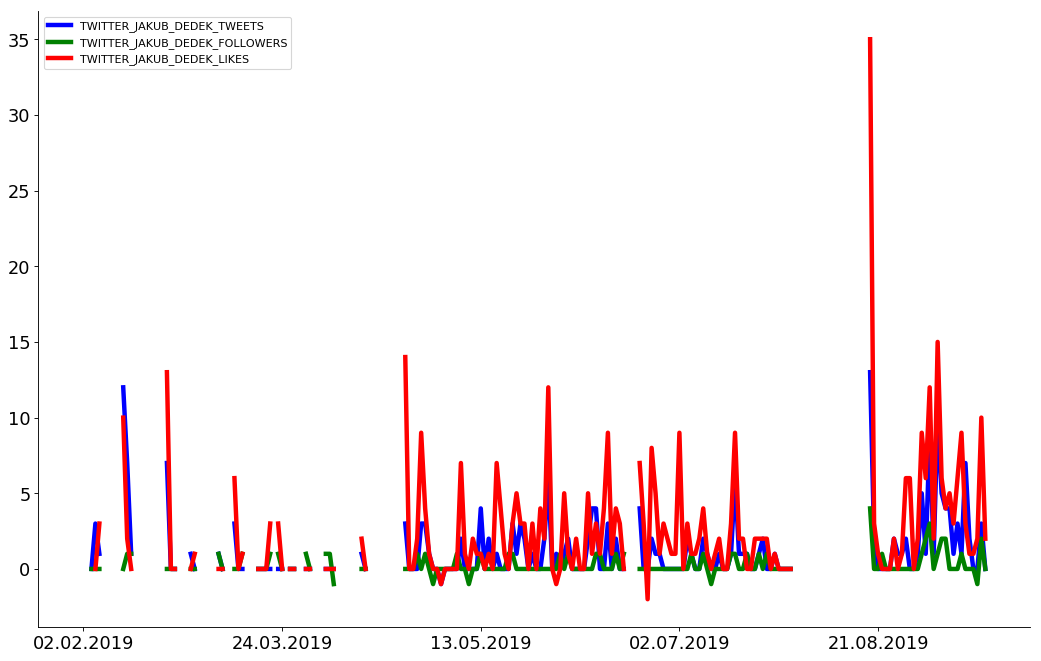 TWITTER_JAKUB_DEDEK_TWEETS
TWITTER_JAKUB_DEDEK_FOLLOWERS
TWITTER_JAKUB_DEDEK_LIKES
35
30
25
20
15
10
5
0
02.02.2019 24.03.2019 13.05.2019 02.07.2019 21.08.2019